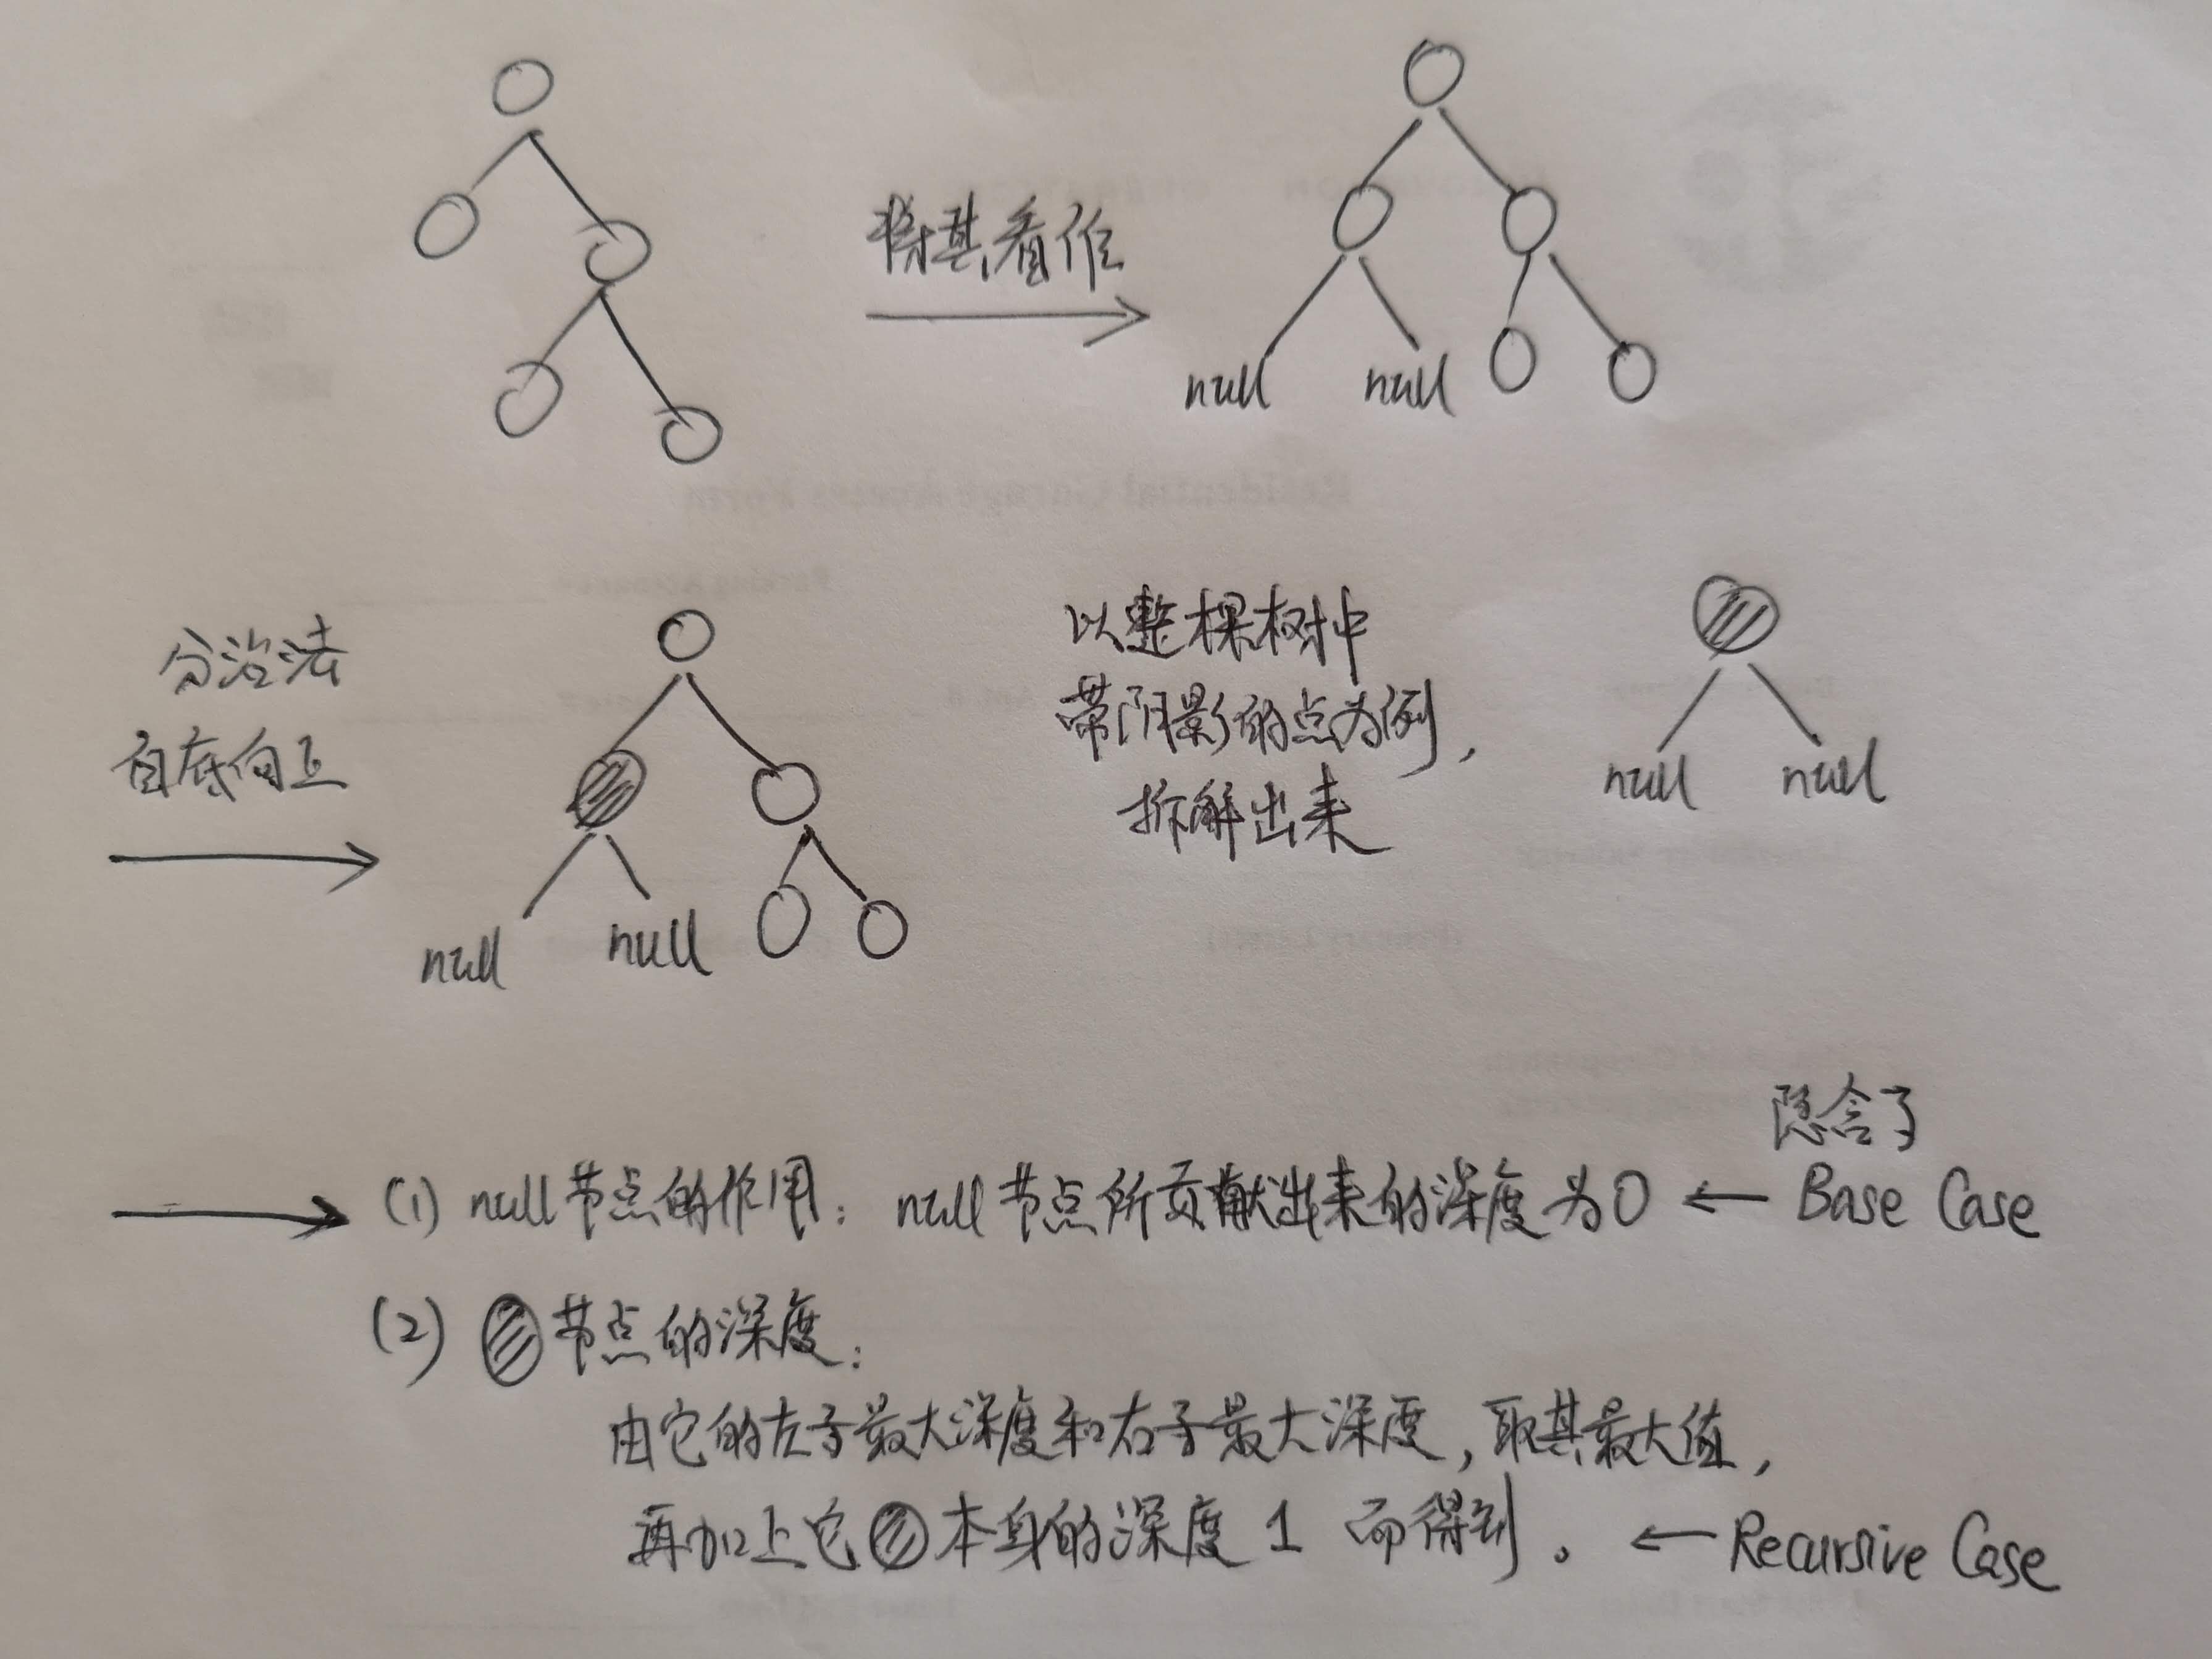 将其看作
null null
分治法
自底向上
null null
以整棵树中
带阴影的点为例,
拆解出来
null null
隐含了
(1) null节点的作用: null节点所贡献出来的深度为0 ← Base Case
(2) 节点的深度:
由它的左子最大深度和右子最大深度, 取其最大值,
再加上它本身的深度 1 而得到。 ← Recursive Case
Residential Garage Access Form